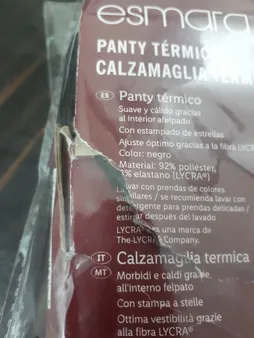 esmara
PANTY TÉRMIC
CALZAMAGLIA TERM
ES Panty térmico
Suave y cálido gracias
al interior afelpado
Con estampado de estrellas
Ajuste óptimo gracias a la fibra LYCR
Color: negro
Material: 92% poliester,
% elastano (LYCRA®)
Lavar con prendas de colores
similares / se recomienda lavar con
detergente para prendas delicadas /
estirar después del lavado
LYCRA® es una marca de
The LYCRA Company.
IT MT Calzamaglia termica
Morbidi e caldi grazie
all'interno felpato
Con stampa a stelle
Ottima vestibilità grazie
alla fibra LYCRA®